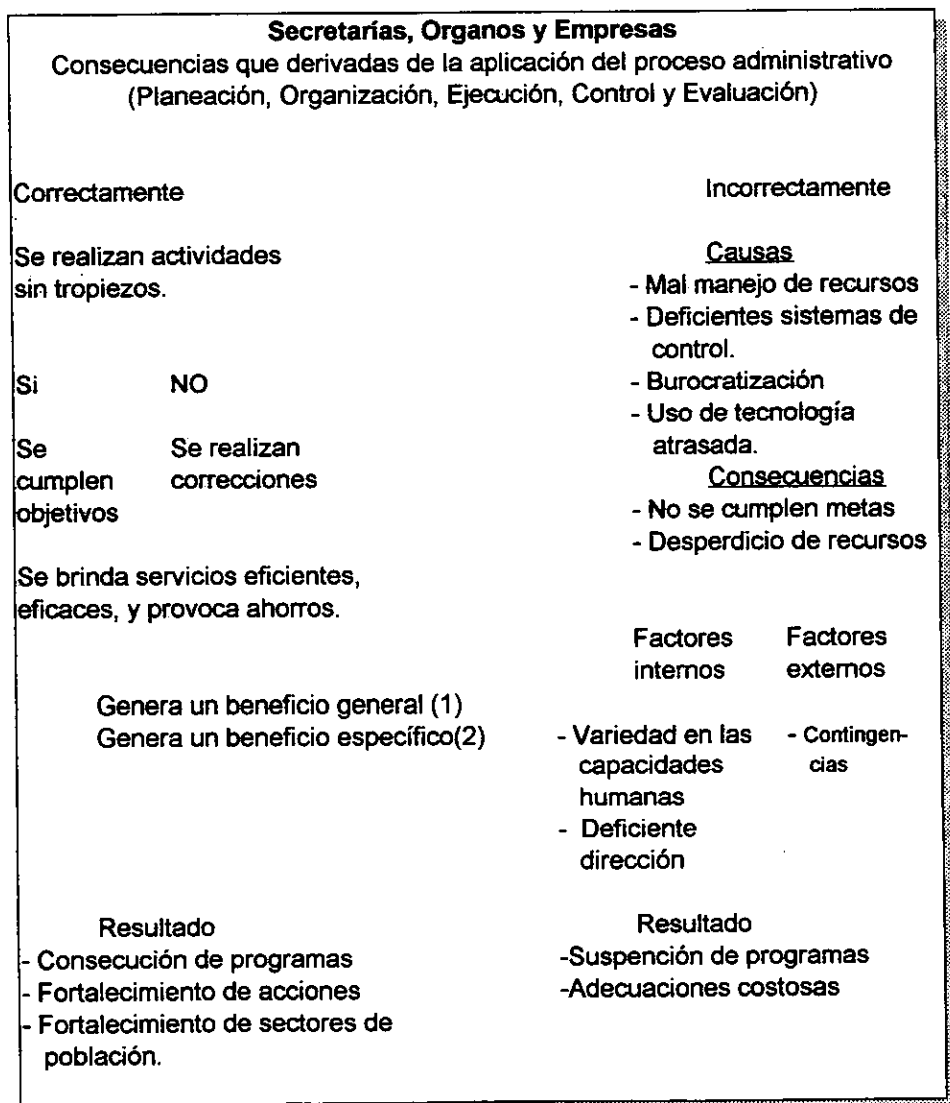 Secretarías, Organos y Empresas
Consecuencias que derivadas de la aplicación del proceso administrativo
(Planeación, Organización, Ejecución, Control y Evaluación)
Correctamente
Se realizan actividades
sin tropiezos.
Si NO
Se Se realizan
cumplen correcciones
objetivos
Se brinda servicios eficientes,
eficaces, y provoca ahorros.
Genera un beneficio general (1)
Genera un beneficio específico(2)
Resultado
- Consecución de programas
- Fortalecimiento de acciones
- Fortalecimiento de sectores de
población.
Incorrectamente
Causas
- Mal manejo de recursos
- Deficientes sistemas de
control.
- Burocratización
- Uso de tecnología
atrasada.
Consecuencias
- No se cumplen metas
- Desperdicio de recursos
Factores Factores
internos externos
- Variedad en las - Contingen-
capacidades cias
humanas
- Deficiente
dirección
Resultado
-Suspención de programas
-Adecuaciones costosas